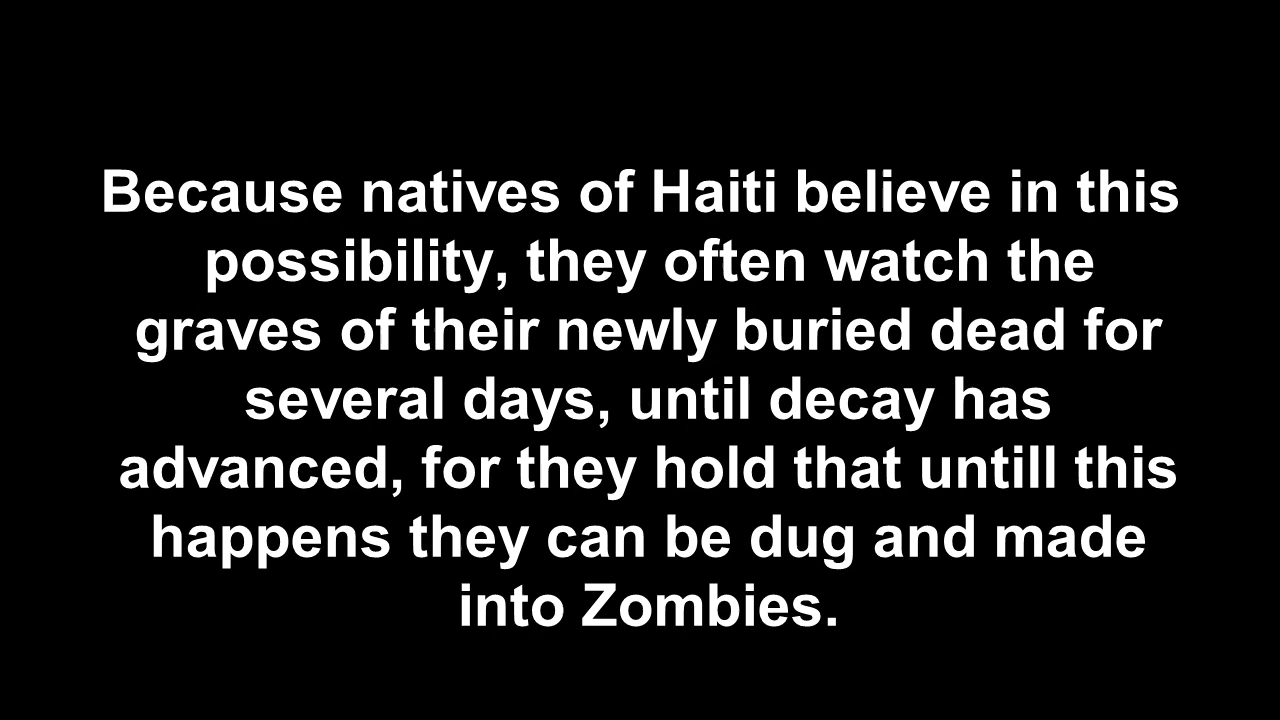 Because natives of Haiti believe in this
possibility, they often watch the
graves of their newly buried dead for
several days, until decay has
advanced, for they hold that untill this
happens they can be dug and made
into Zombies.